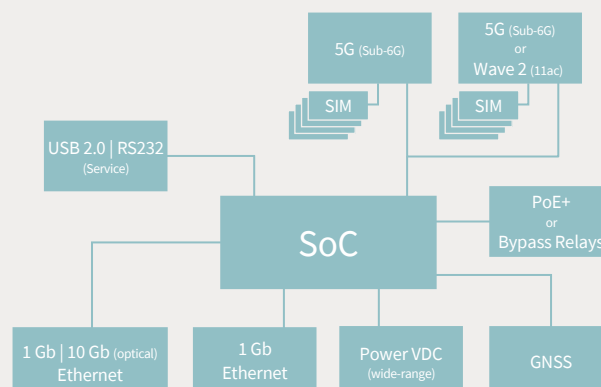 5G (Sub-6G)
5G (Sub-6G)
or
Wave 2 (11ac)
SIM
SIM
USB 2.0 | RS232
(Service)
SoC
PoE+
or
Bypass Relays
1 Gb | 10 Gb (optical)
Ethernet
1 Gb
Ethernet
Power VDC
(wide-range)
GNSS